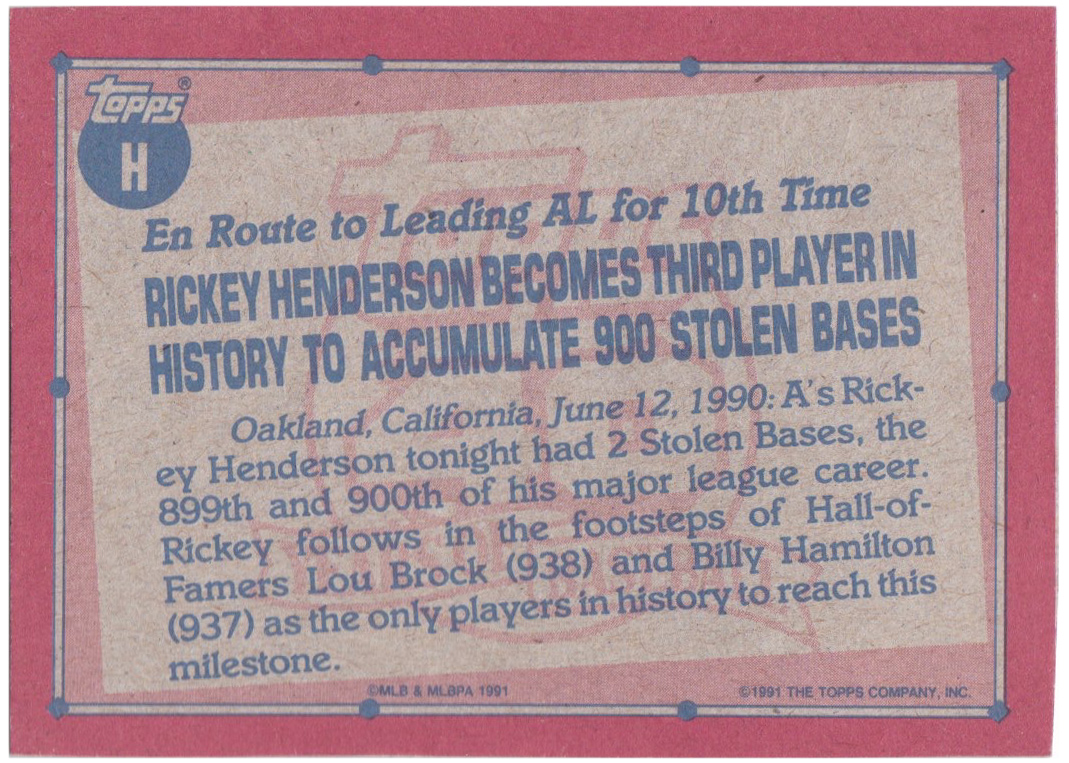 Topps®
H
En Route to Leading AL for 10th Time
RICKEY HENDERSON BECOMES THIRD PLAYER IN
HISTORY TO ACCUMULATE 900 STOLEN BASES
Oakland, California, June 12, 1990: A's Rick-
ey Henderson tonight had 2 Stolen Bases, the
899th and 900th of his major league career.
Rickey follows in the footsteps of Hall-of-
Famers Lou Brock (938) and Billy Hamilton
(937) as the only players in history to reach this
milestone.
©MLB & MLBPA 1991
©1991 THE TOPPS COMPANY, INC.